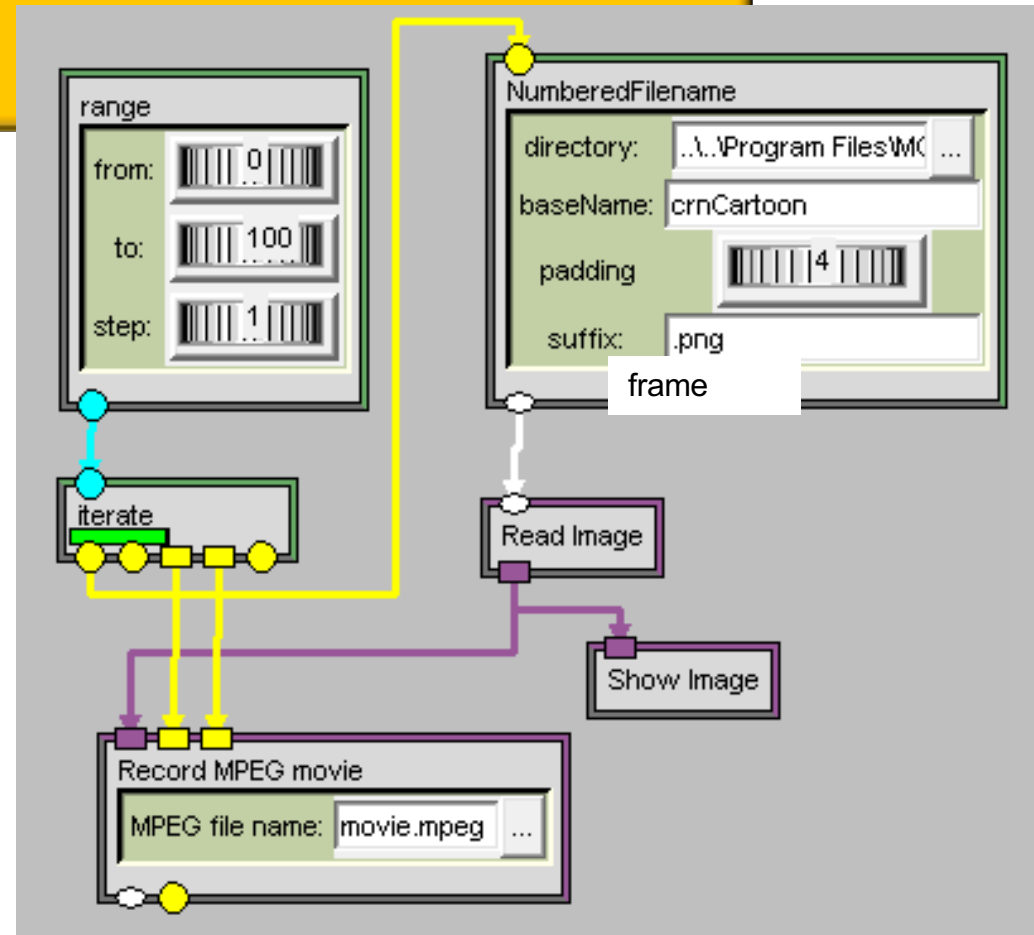 range
from: 0
to: 100
step: 1
iterate
NumberedFilename
directory: ..\..\Program Files\M ...
baseName: crnCartoon
padding 4
suffix: .png
frame
Read Image
Show Image
Record MPEG movie
MPEG file name: movie.mpeg ...